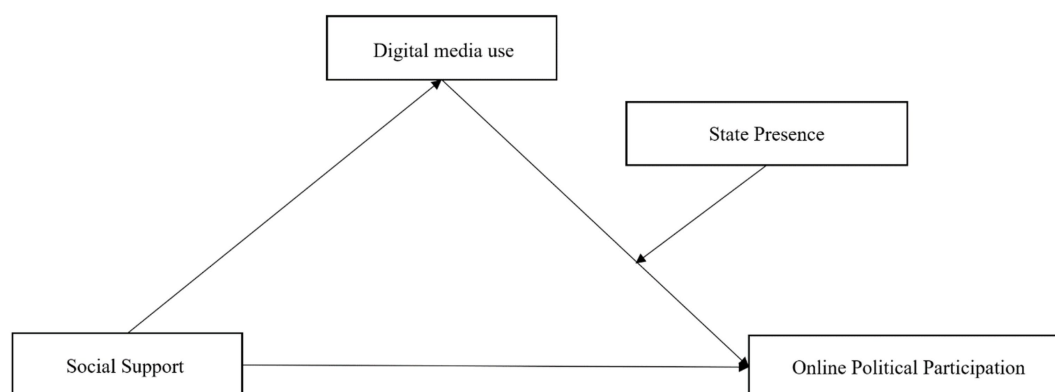 Digital media use
State Presence
Social Support
Online Political Participation